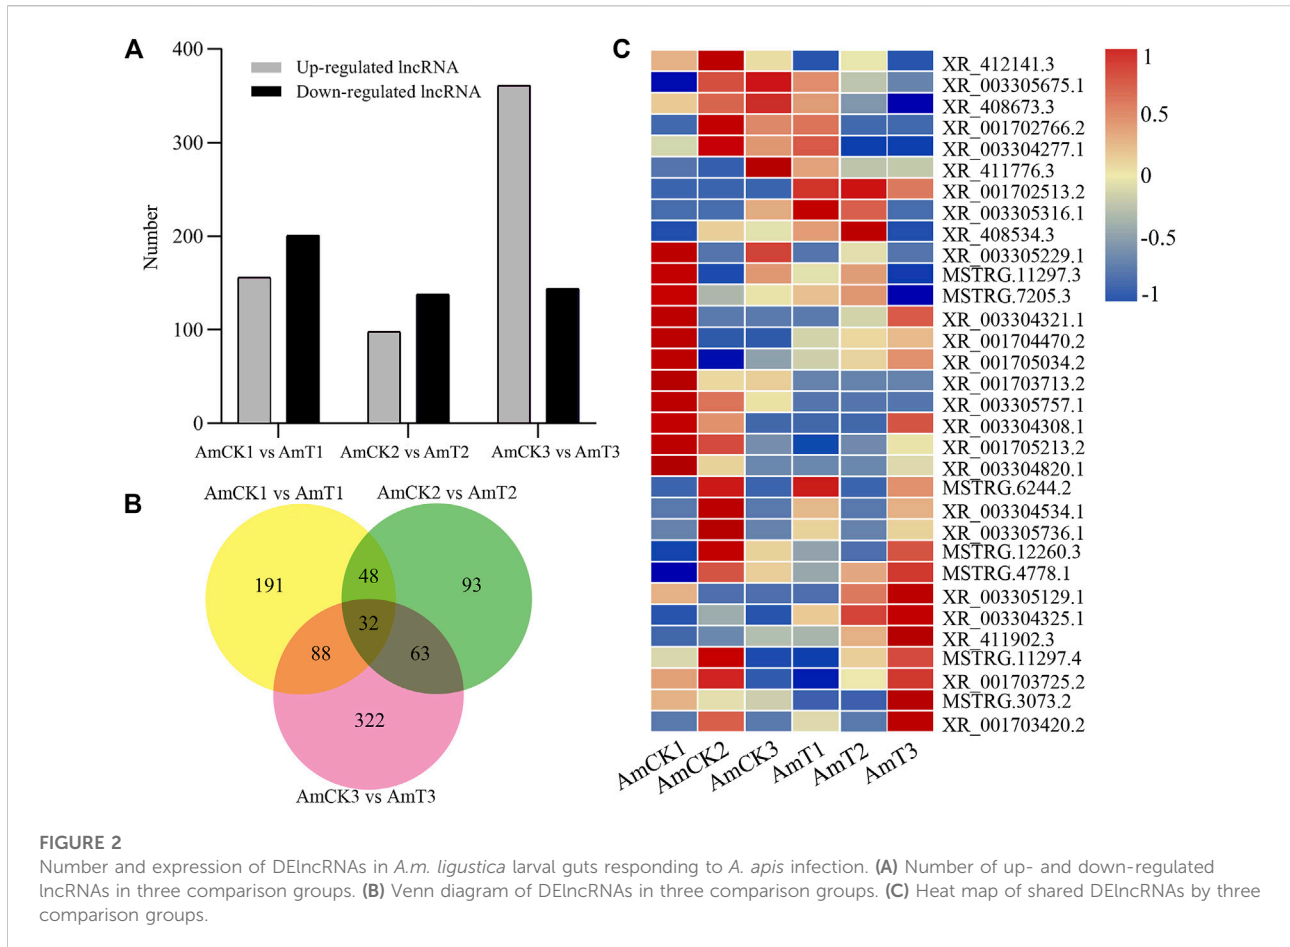 A
400
300
200
100
0
Number
Up-regulated lncRNA
Down-regulated lncRNA
AmCK1 vs AmT1
AmCK2 vs AmT2
AmCK3 vs AmT3
B
AmCK1 vs AmT1
AmCK2 vs AmT2
191
48
93
32
88
63
322
AmCK3 vs AmT3
C
XR_412141.3
XR_003305675.1
XR_408673.3
XR_001702766.2
XR_003304277.1
XR_411776.3
XR_001702513.2
XR_003305316.1
XR_408534.3
XR_003305229.1
MSTRG.11297.3
MSTRG.7205.3
XR_003304321.1
XR_001704470.2
XR_001705034.2
XR_001703713.2
XR_003305757.1
XR_003304308.1
XR_001705213.2
XR_003304820.1
MSTRG.6244.2
XR_003304534.1
XR_003305736.1
MSTRG.12260.3
MSTRG.4778.1
XR_003305129.1
XR_003304325.1
XR_411902.3
MSTRG.11297.4
XR_001703725.2
MSTRG.3073.2
XR_001703420.2
AmCK1
AmCK2
AmCK3
AmT1
AmT2
AmT3
1
0.5
0
-0.5
-1
FIGURE 2
Number and expression of DElncRNAs in A.m. ligustica larval guts responding to A. apis infection. (A) Number of up- and down-regulated
lncRNAs in three comparison groups. (B) Venn diagram of DElncRNAs in three comparison groups. (C) Heat map of shared DElncRNAs by three
comparison groups.